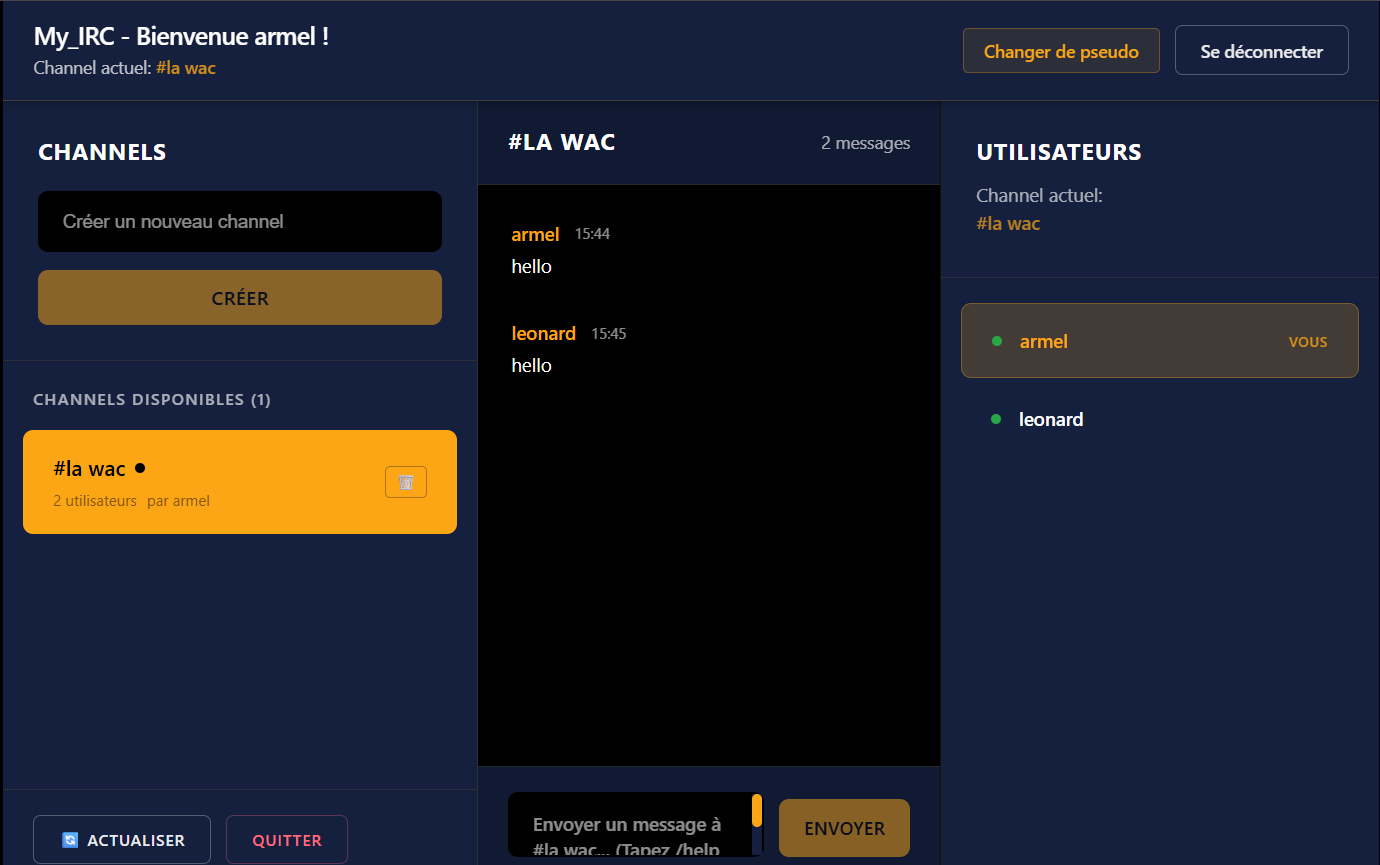 My_IRC - Bienvenue armel !
Channel actuel: #la wac
Changer de pseudo
Se déconnecter
CHANNELS
Créer un nouveau channel
CRÉER
CHANNELS DISPONIBLES (1)
#la wac
2 utilisateurs par armel
ACTUALISER
QUITTER
#LA WAC
2 messages
armel 15:44
hello
leonard 15:45
hello
Envoyer un message à
#la wac... (Tapez /help
ENVOYER
UTILISATEURS
Channel actuel:
#la wac
armel
VOUS
leonard